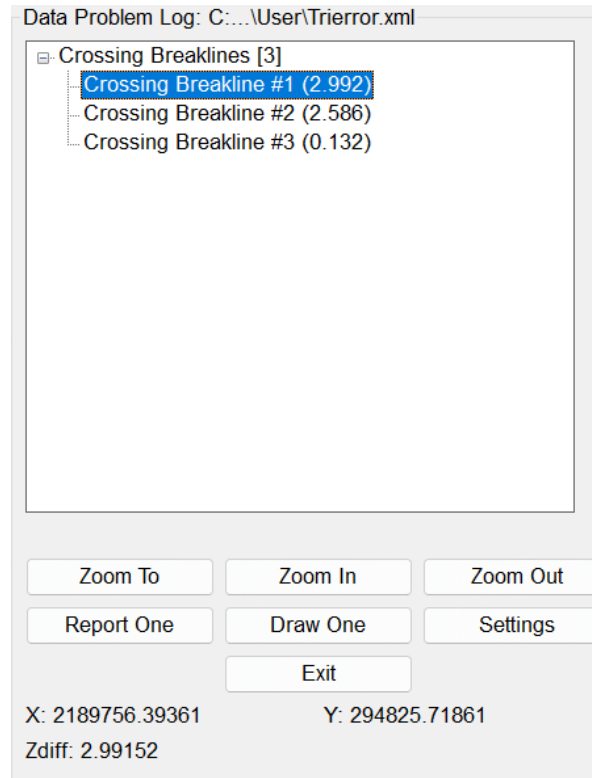 Data Problem Log: C:...\User\Trierror.xml
Crossing Breaklines [3]
Crossing Breakline #1 (2.992)
Crossing Breakline #2 (2.586)
Crossing Breakline #3 (0.132)
Zoom To Zoom In Zoom Out
Report One Draw One Settings
Exit
X: 2189756.39361 Y: 294825.71861
Zdiff: 2.99152